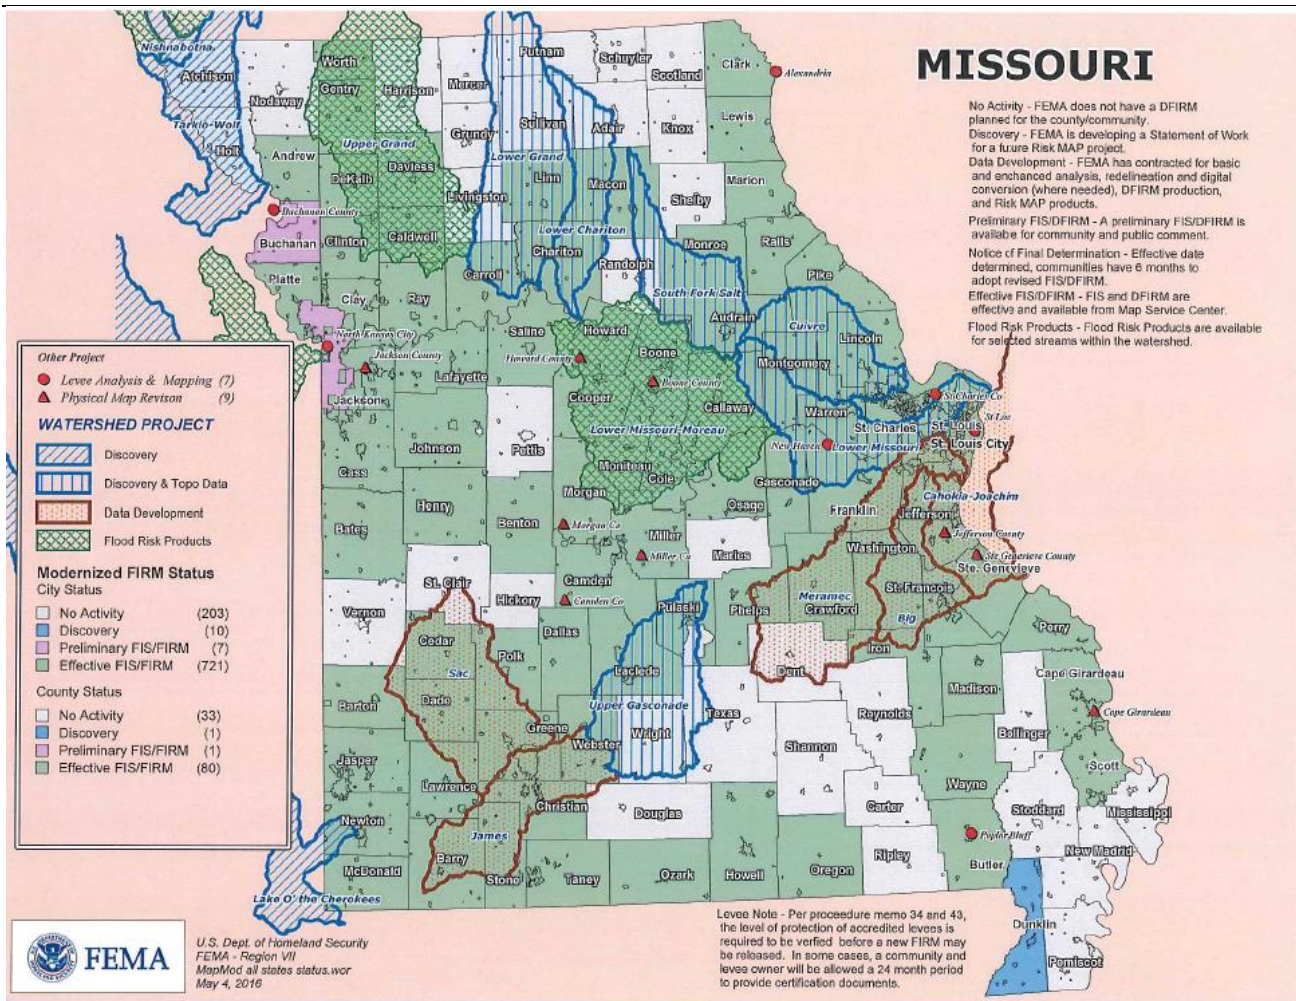 MISSOURI
No Activity - FEMA does not have a DFIRM
planned for the county/community.
Discovery - FEMA is developing a Statement of Work
for a future Risk MAP project.
Data Development - FEMA has contracted for basic
and enchanced analysis, redelineation and digital
conversion (where needed), DFIRM production,
and Risk MAP products.
Preliminary FIS/DFIRM - A preliminary FIS/DFIRM is
available for community and public comment.
Notice of Final Determination - Effective date
determined, communities have 6 months to
adopt revised FIS/DFIRM.
Effective FIS/DFIRM - FIS and DFIRM are
effective and available from Map Service Center.
Flood Risk Products - Flood Risk Products are available
for selected streams within the watershed.
Nishnabotna
Atchison
Nodaway
Worth
Gentry
Harrison
Mercer
Putnam
Schuyler
Scotland
Clark
Alexandria
Tarkio-Wolf
Holt
Andrew
Upper Grand
DeKalb
Daviess
Grundy
Sullivan
Adair
Knox
Lewis
Lower Grand
Linn
Macon
Livingston
Shelby
Marion
Buchanan County
Buchanan
Clinton
Caldwell
Lower Chariton
Chariton
Carroll
Randolph
Monroe
Ralls
Pike
Platte
Clay
Ray
South Fork Salt
Audrain
Cuivre
Lincoln
North Kansas City
Jackson County
Saline
Howard
Howard County
Boone
Boone County
Montgomery
Lafayette
Jackson
Cooper
Callaway
Warren
St. Charles
St Charles Co
St. Louis
St Lou
St. Louis City
Lower Missouri-Moreau
New Haven
Lower Missouri
Johnson
Pettis
Cass
Moniteau
Cole
Morgan
Gasconade
Osage
Franklin
Cahokia-Joachim
Jefferson
Jefferson County
Henry
Benton
Bates
Morgan Co
Miller
Miller Co
Maries
Washington
Ste Genevieve County
Ste. Genevieve
St. Clair
Camden
Camden Co
Hickory
Vernon
Pulaski
Phelps
Meramec
Crawford
St. Francois
Big
Perry
Cedar
Dallas
Polk
Sac
Laclede
Dent
Iron
Cape Girardeau
Madison
Barton
Dade
Upper Gasconade
Texas
Reynolds
Cape Girardeau
Bollinger
Greene
Webster
Wright
Shannon
Scott
Jasper
Lawrence
Christian
Wayne
Carter
Stoddard
Mississippi
Douglas
Newton
James
Poplar Bluff
New Madrid
Barry
McDonald
Stone
Taney
Ozark
Howell
Oregon
Ripley
Butler
Lake O' the Cherokees
Dunklin
Pemiscot
Other Project
Levee Analysis & Mapping (7)
Physical Map Revison (9)
WATERSHED PROJECT
Discovery
Discovery & Topo Data
Data Development
Flood Risk Products
Modernized FIRM Status
City Status
No Activity (203)
Discovery (10)
Preliminary FIS/FIRM (7)
Effective FIS/FIRM (721)
County Status
No Activity (33)
Discovery (1)
Preliminary FIS/FIRM (1)
Effective FIS/FIRM (80)
FEMA
U.S. Dept. of Homeland Security
FEMA - Region VII
MapMod all states status.wor
May 4, 2016
Levee Note - Per proceedure memo 34 and 43,
the level of protection of accredited levees is
required to be verfied before a new FIRM may
be released. In some cases, a community and
levee owner will be allowed a 24 month period
to provide certification documents.